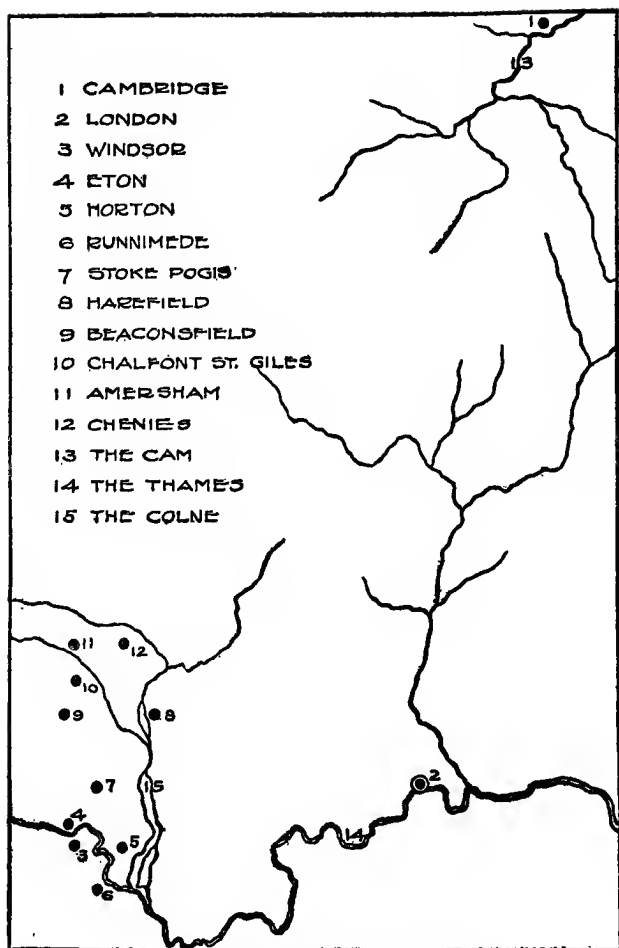 1
13
1 CAMBRIDGE
2 LONDON
3 WINDSOR
4 ETON
5 HORTON
6 RUNNIMEDE
7 STOKE POGIS
8 HAREFIELD
9 BEACONSFIELD
10 CHALFONT ST. GILES
11 AMERSHAM
12 CHENIES
13 THE CAM
14 THE THAMES
15 THE COLNE
11
12
10
9
8
7
15
2
4
14
3
5
6